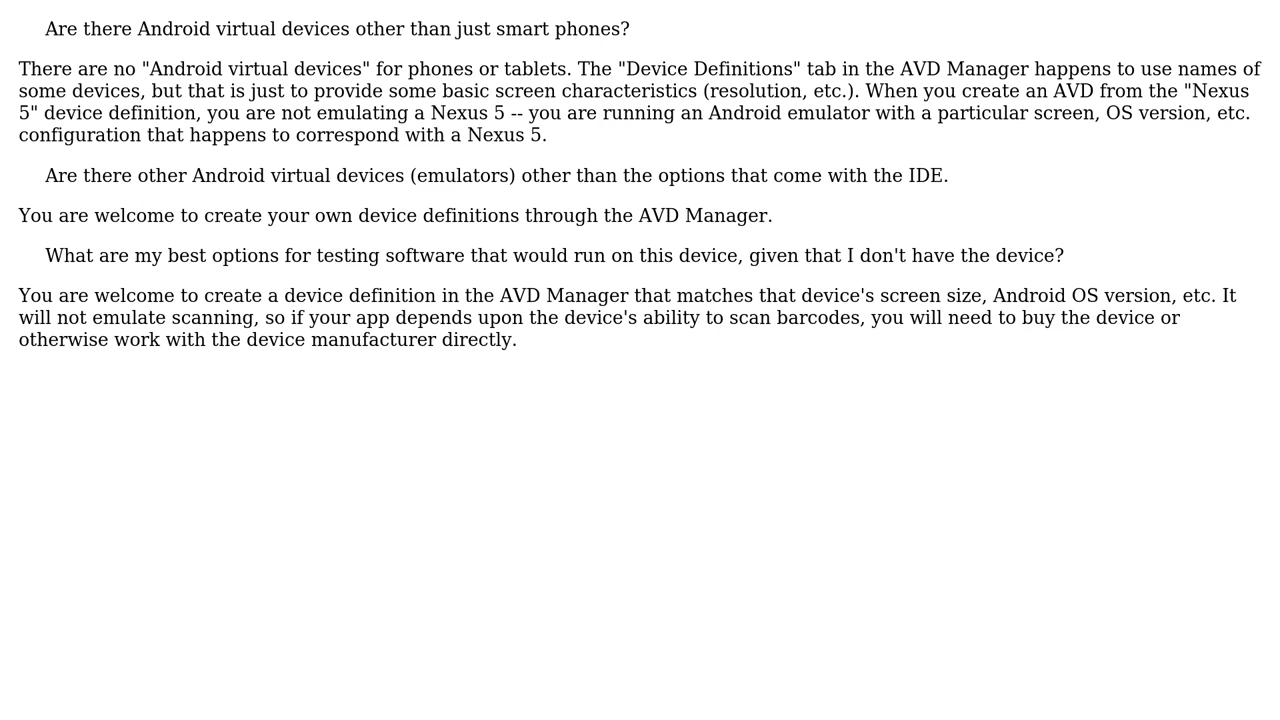 Are there Android virtual devices other than just smart phones?
There are no "Android virtual devices" for phones or tablets. The "Device Definitions" tab in the AVD Manager happens to use names of
some devices, but that is just to provide some basic screen characteristics (resolution, etc.). When you create an AVD from the "Nexus
5" device definition, you are not emulating a Nexus 5 -- you are running an Android emulator with a particular screen, OS version, etc.
configuration that happens to correspond with a Nexus 5.
Are there other Android virtual devices (emulators) other than the options that come with the IDE.
You are welcome to create your own device definitions through the AVD Manager.
What are my best options for testing software that would run on this device, given that I don't have the device?
You are welcome to create a device definition in the AVD Manager that matches that device's screen size, Android OS version, etc. It
will not emulate scanning, so if your app depends upon the device's ability to scan barcodes, you will need to buy the device or
otherwise work with the device manufacturer directly.